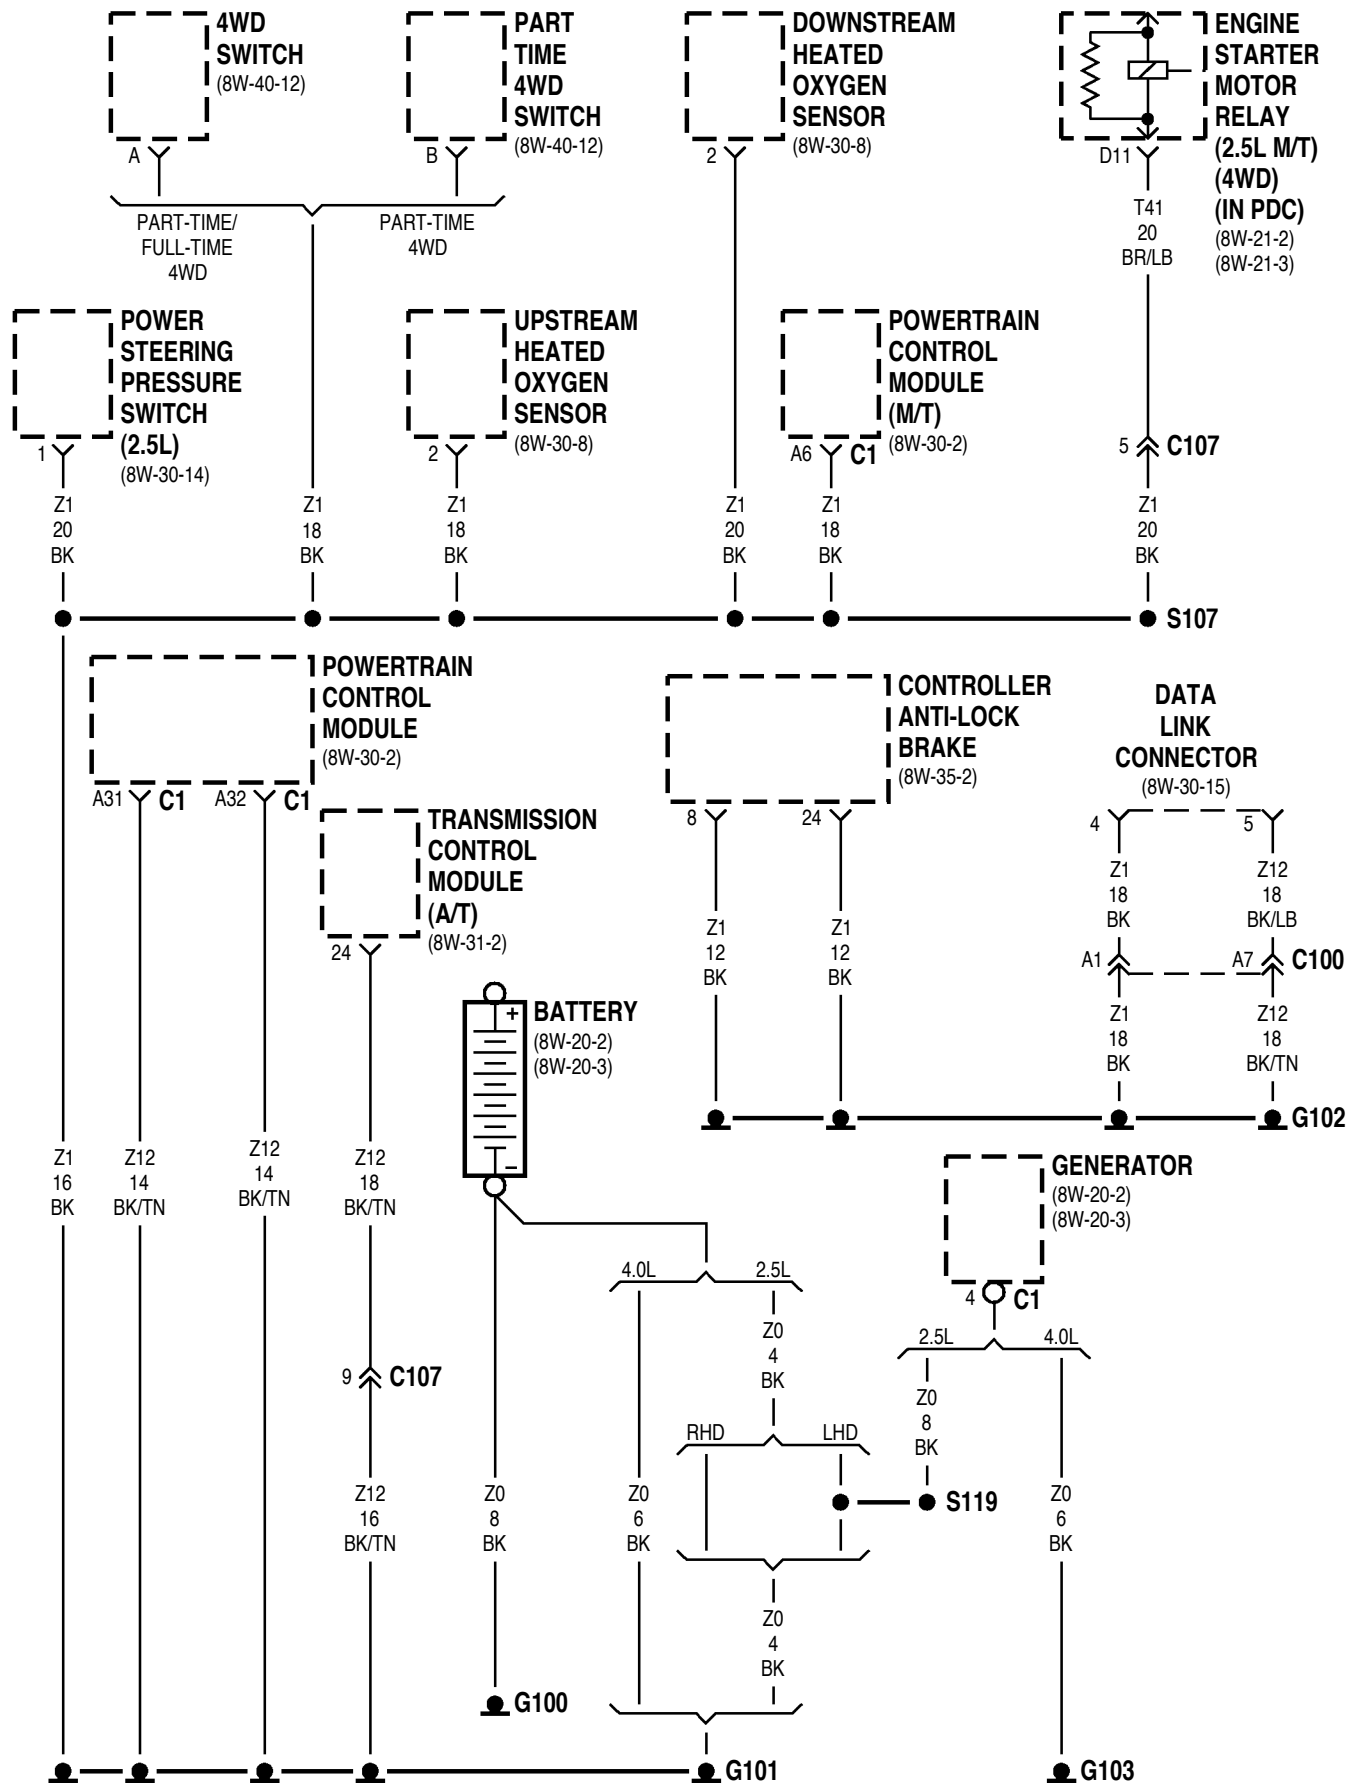 4WD
SWITCH
(8W-40-12)
A
PART
TIME
4WD
SWITCH
(8W-40-12)
B
DOWNSTREAM
HEATED
OXYGEN
SENSOR
(8W-30-8)
2
ENGINE
STARTER
MOTOR
RELAY
(2.5L M/T)
(4WD)
(IN PDC)
(8W-21-2)
(8W-21-3)
D11
T41
20
BR/LB
PART-TIME/
FULL-TIME
4WD
PART-TIME
4WD
POWER
STEERING
PRESSURE
SWITCH
(2.5L)
(8W-30-14)
1
UPSTREAM
HEATED
OXYGEN
SENSOR
(8W-30-8)
2
POWERTRAIN
CONTROL
MODULE
(M/T)
(8W-30-2)
A6
C1
5
C107
Z1
20
BK
Z1
18
BK
Z1
18
BK
Z1
20
BK
Z1
18
BK
Z1
20
BK
S107
POWERTRAIN
CONTROL
MODULE
(8W-30-2)
A31
C1
A32
C1
TRANSMISSION
CONTROL
MODULE
(A/T)
(8W-31-2)
24
CONTROLLER
ANTI-LOCK
BRAKE
(8W-35-2)
8
24
DATA
LINK
CONNECTOR
(8W-30-15)
4
5
Z1
18
BK
Z12
18
BK/LB
Z1
12
BK
Z1
12
BK
A1
A7
C100
Z1
18
BK
Z12
18
BK/TN
G102
+
BATTERY
(8W-20-2)
(8W-20-3)
–
Z1
16
BK
Z12
14
BK/TN
Z12
14
BK/TN
Z12
18
BK/TN
GENERATOR
(8W-20-2)
(8W-20-3)
4
C1
4.0L
2.5L
2.5L
4.0L
Z0
4
BK
9
C107
Z0
8
BK
RHD
LHD
S119
Z12
16
BK/TN
Z0
8
BK
Z0
6
BK
Z0
6
BK
Z0
4
BK
G100
G101
G103